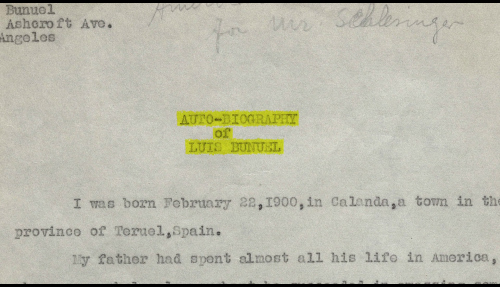 Bunuel
Ashcroft Ave.
Angeles
for Mr. Schlesinger
AUTO-BIOGRAPHY
of
LUIS BUNUEL
I was born February 22,1900,in Calanda,a town in the
province of Teruel,Spain.
My father had spent almost all his life in America,